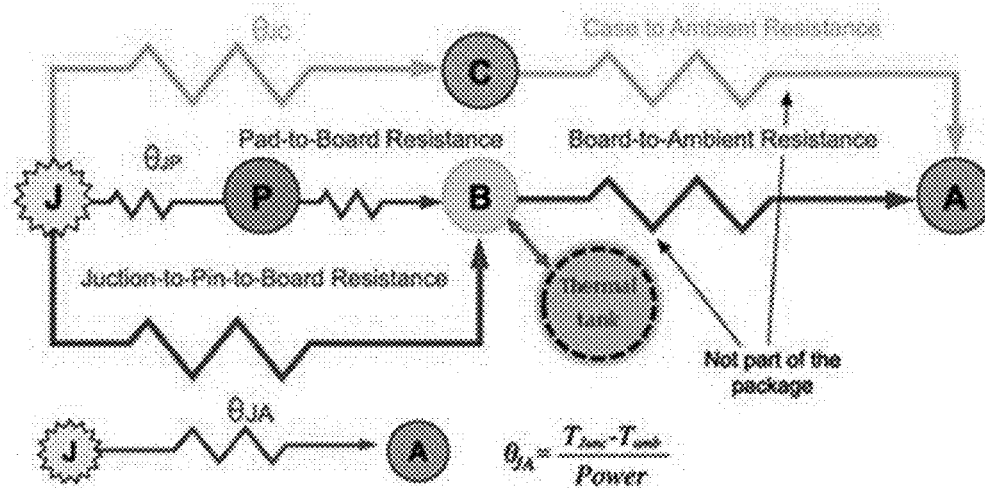 θJC
Case to Ambient Resistance
C
Pad-to-Board Resistance
Board-to-Ambient Resistance
θJP
J
P
B
A
Juction-to-Pin-to-Board Resistance
Thermal
Not part of the
package
θJA
J
A
θJA = TJunc-Tamb
Power